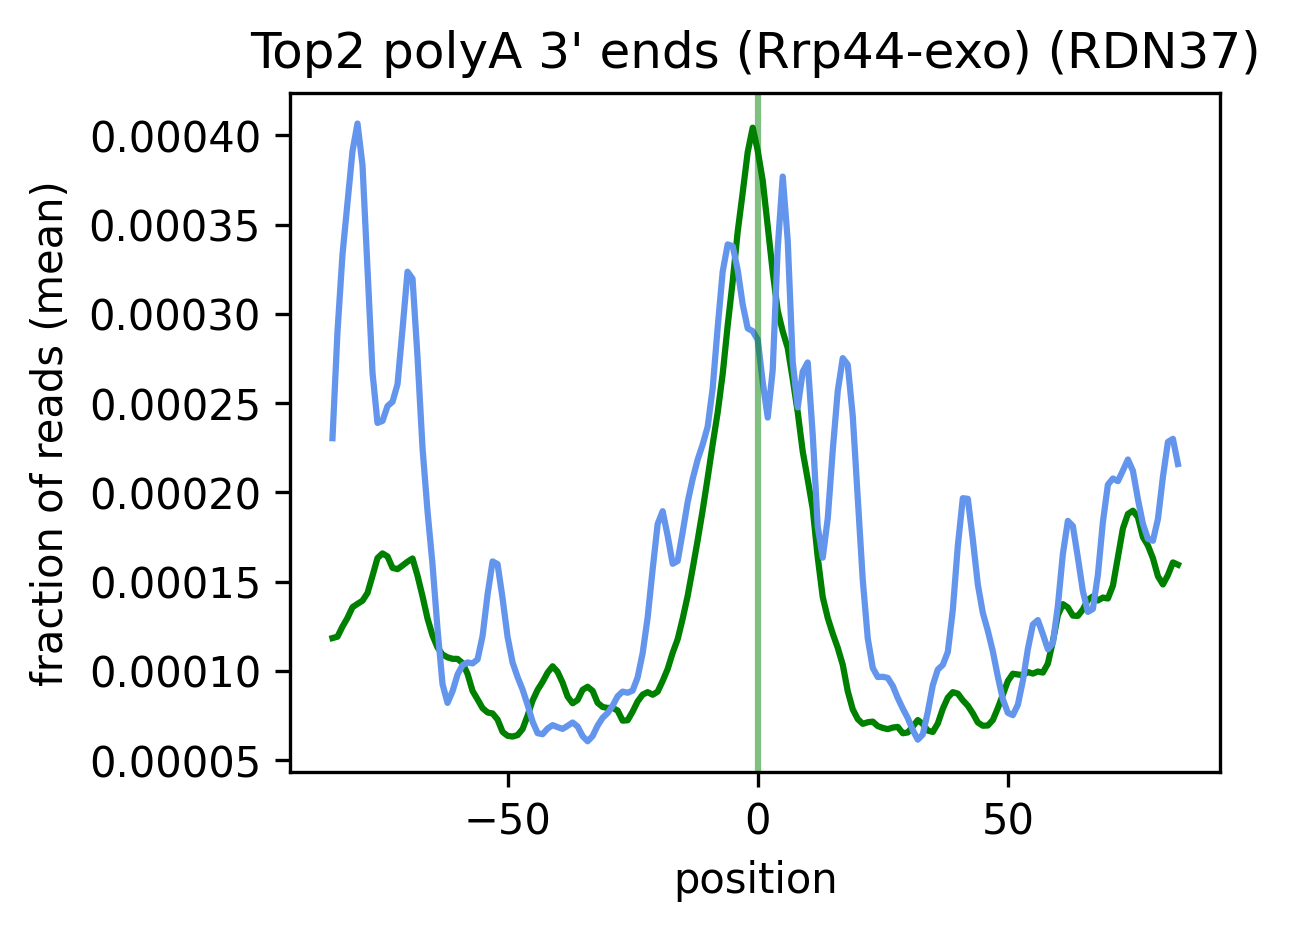 Top2 polyA 3' ends (Rrp44-exo) (RDN37)
fraction of reads (mean)
0.00040
0.00035
0.00030
0.00025
0.00020
0.00015
0.00010
0.00005
−50 0 50
position